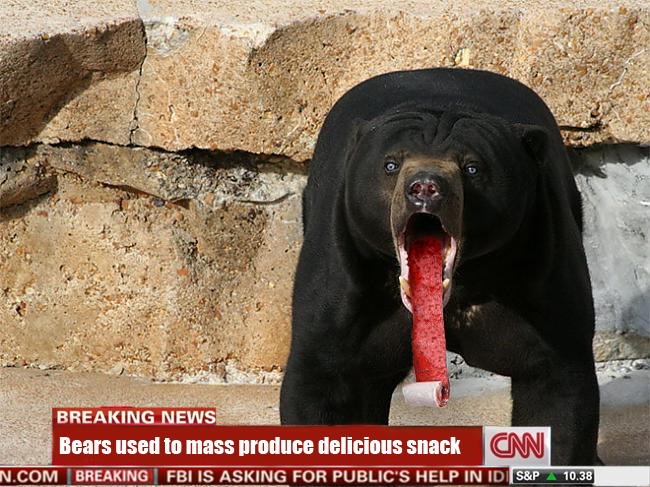 BREAKING NEWS
Bears used to mass produce delicious snack
CNN
N.COM BREAKING FBI IS ASKING FOR PUBLIC'S HELP IN ID S&P ▲ 10.38